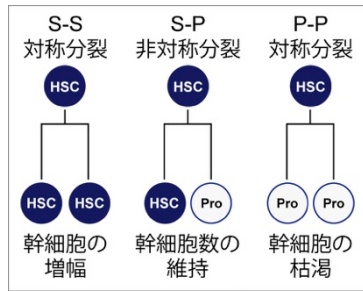 S-S
対称分裂
HSC
HSC
HSC
幹細胞の
増幅
S-P
非対称分裂
HSC
HSC
Pro
幹細胞数の
維持
P-P
対称分裂
HSC
Pro
Pro
幹細胞の
枯渇